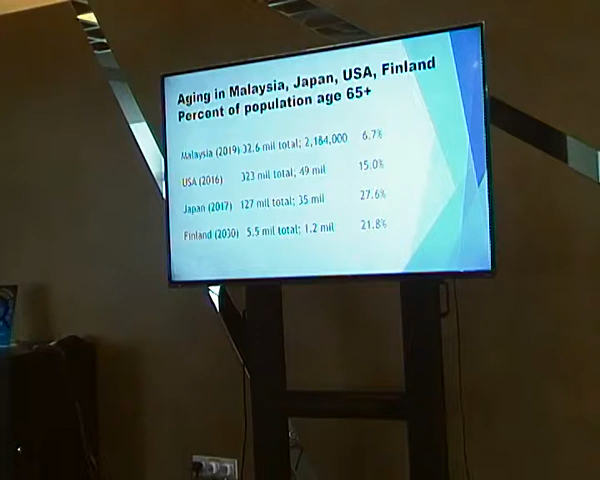 Aging in Malaysia, Japan, USA, Finland
Percent of population age 65+
Malaysia (2019) 32.6 mil total; 2,184,000 6.7%
USA (2016) 323 mil total; 49 mil 15.0%
Japan (2017) 127 mil total; 35 mil 27.6%
Finland (2030) 5.5 mil total; 1.2 mil 21.8%